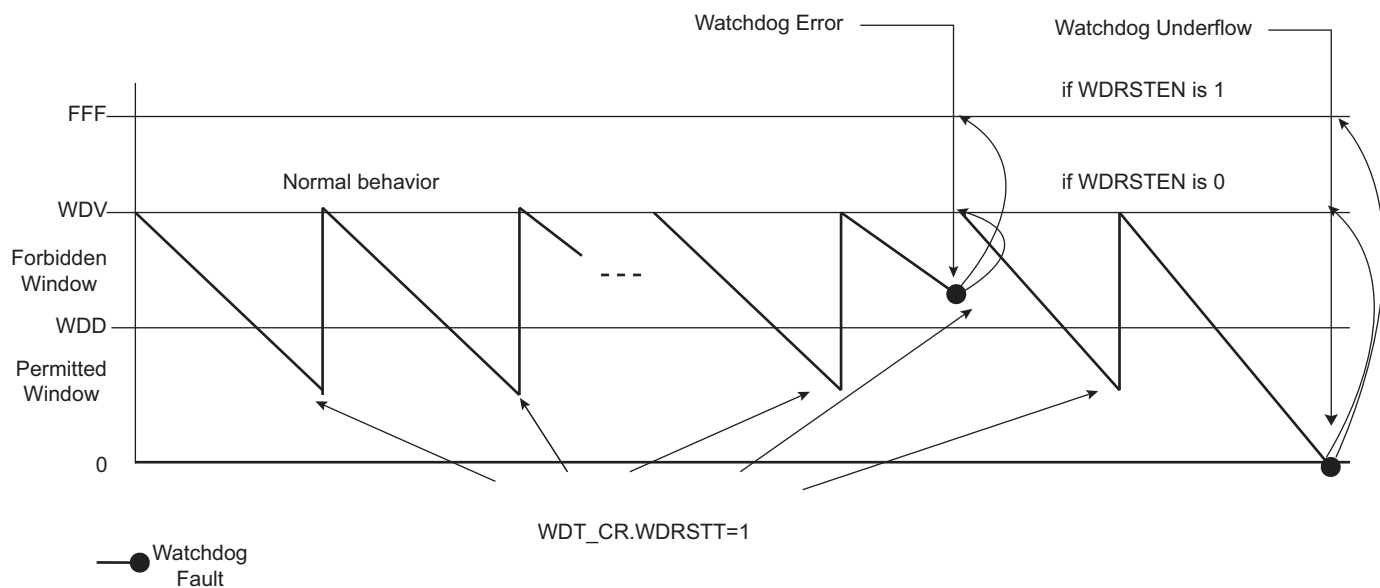 Watchdog Error
Watchdog Underflow
if WDRSTEN is 1
FFF
Normal behavior
if WDRSTEN is 0
WDV
Forbidden
Window
WDD
Permitted
Window
0
WDT_CR.WDRSTT=1
Watchdog
Fault